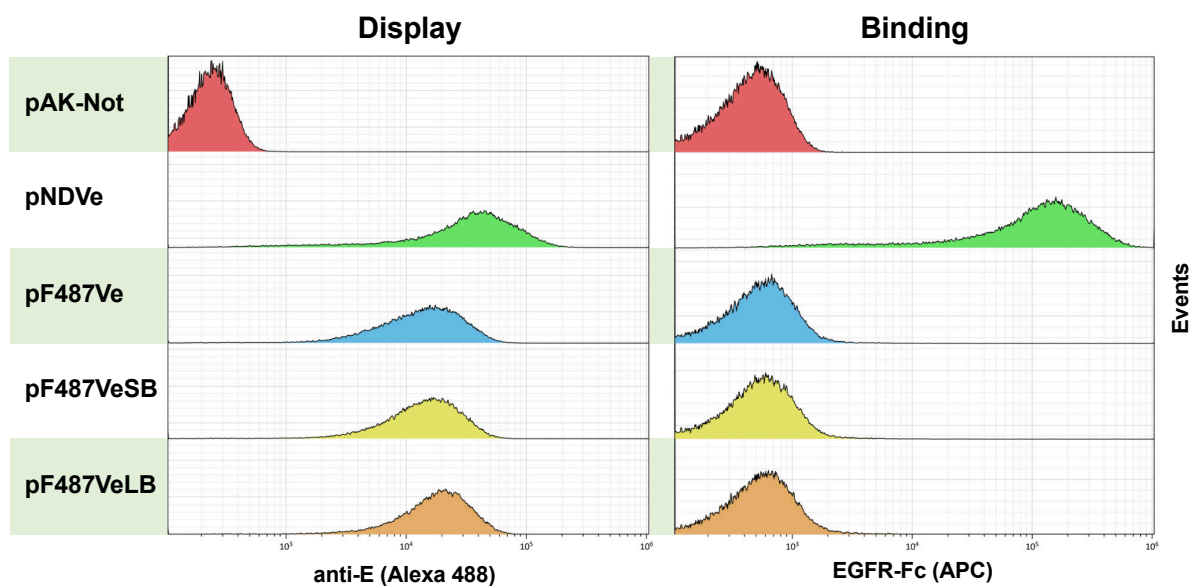 Display
Binding
pAK-Not
pNDVe
pF487Ve
pF487VeSB
pF487VeLB
Events
10³ 10⁴ 10⁵ 10⁶
10³ 10⁴ 10⁵ 10⁶
anti-E (Alexa 488)
EGFR-Fc (APC)